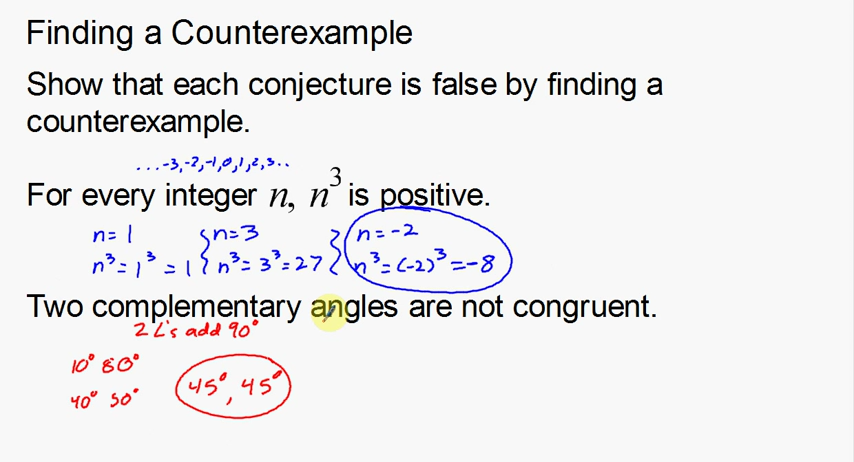 Finding a Counterexample
Show that each conjecture is false by finding a
counterexample.
...-3,-2,-1,0,1,2,3..
For every integer n, n³ is positive.
n=1 { n=3 } n=-2
n³=1³=1 { n³=3³=27 } n³=(-2)³=-8
Two complementary angles are not congruent.
2 ∠'s add 90°
10° 80°
40° 50° 45°, 45°